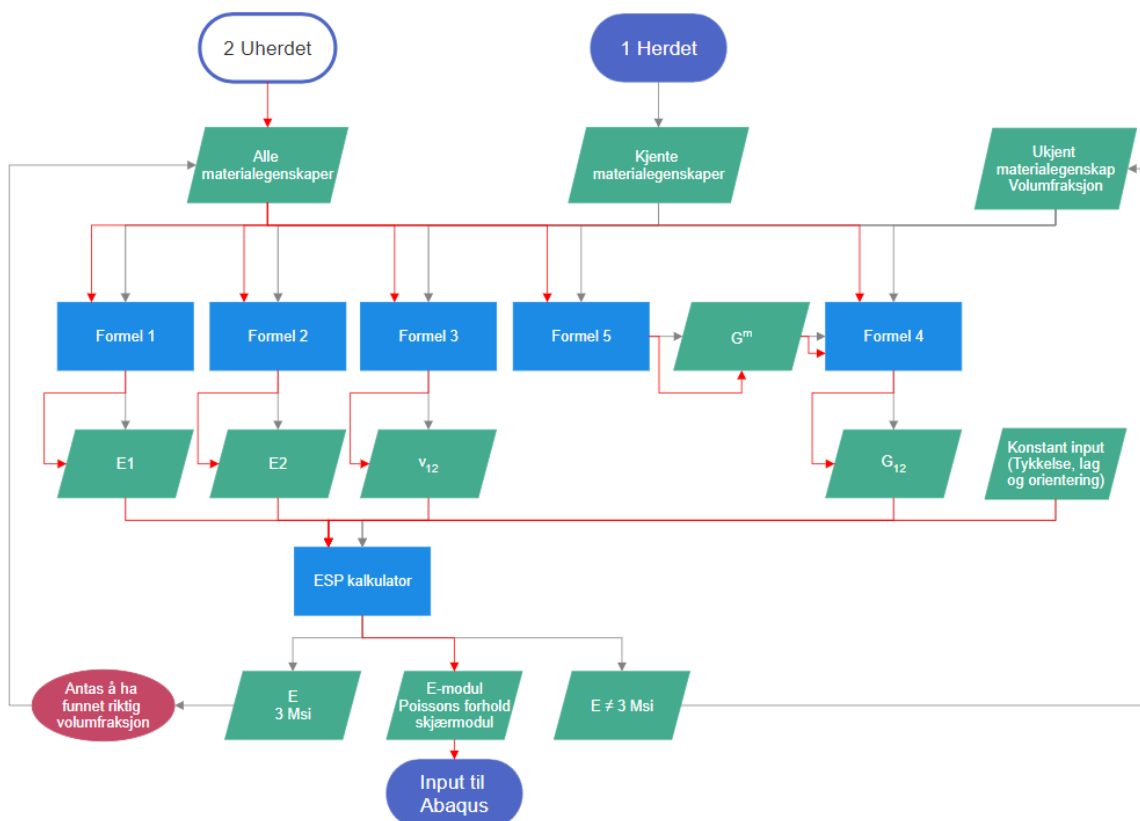 2 Uherdet
1 Herdet
Alle
materialegenskaper
Kjente
materialegenskaper
Ukjent
materialegenskap
Volumfraksjon
Formel 1
Formel 2
Formel 3
Formel 5
Gᵐ
Formel 4
E1
E2
v₁₂
G₁₂
Konstant input
(Tykkelse, lag
og orientering)
ESP kalkulator
Antas å ha
funnet riktig
volumfraksjon
E
3 Msi
E-modul
Poissons forhold
skjærmodul
E ≠ 3 Msi
Input til
Abaqus